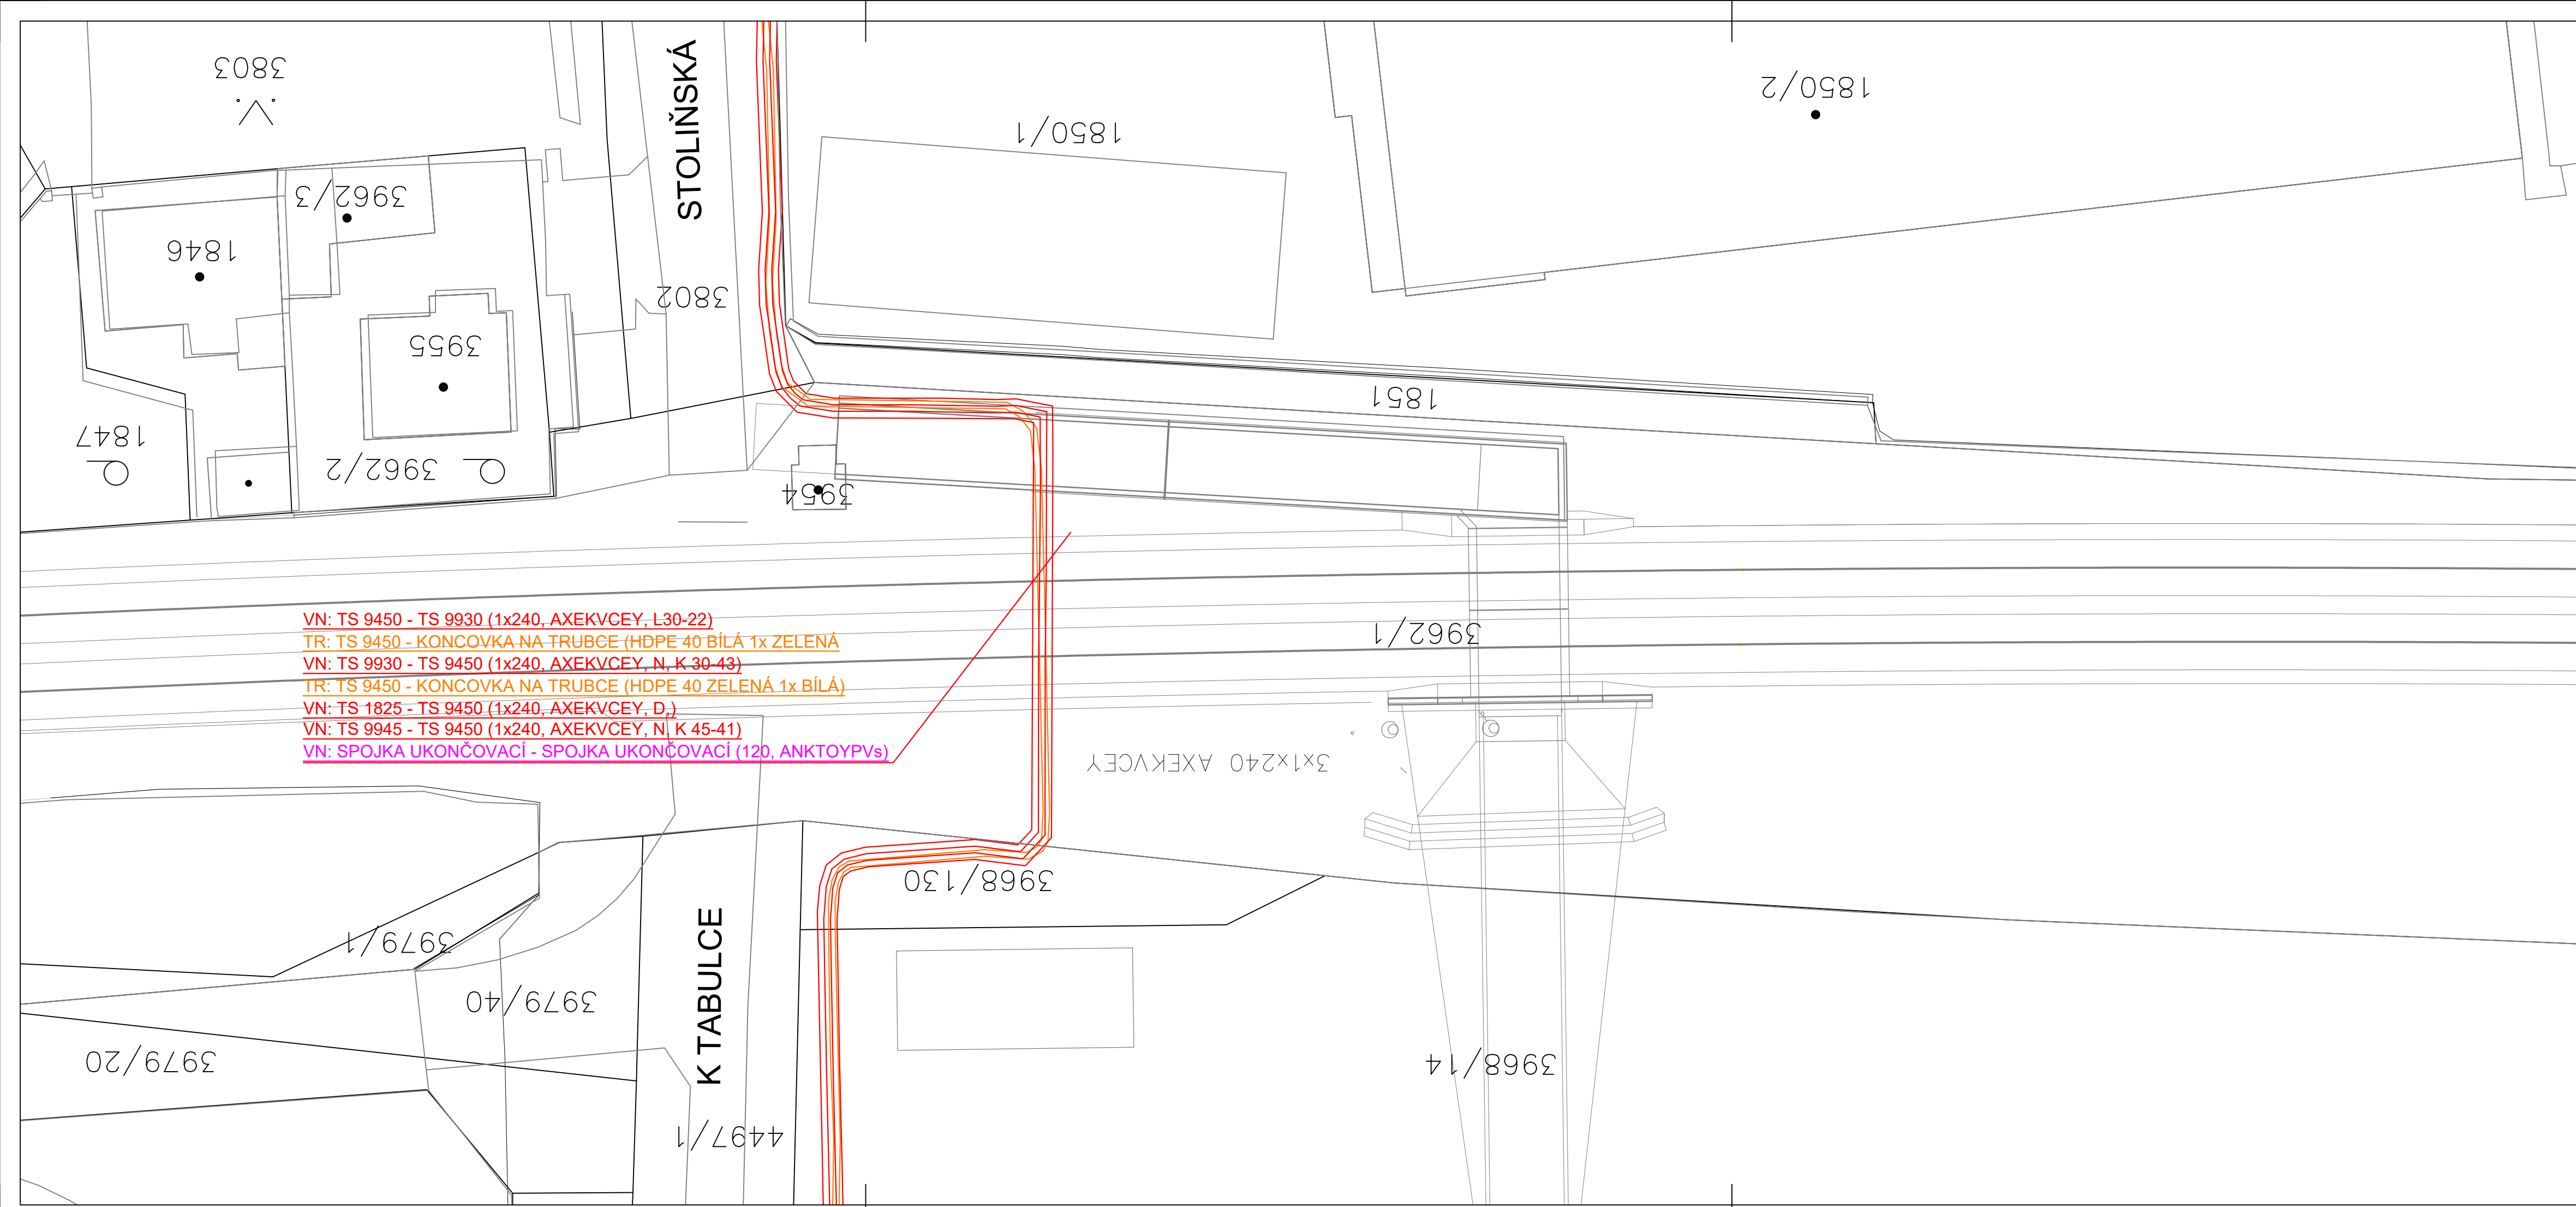 3803
STOLIŇSKÁ
1850/1
1850/2
3962/3
1846
3802
3955
1851
1847
3962/2
3954
VN: TS 9450 - TS 9930 (1x240, AXEKVCEY, L30-22)
TR: TS 9450 - KONCOVKA NA TRUBCE (HDPE 40 BÍLÁ 1x ZELENÁ
VN: TS 9930 - TS 9450 (1x240, AXEKVCEY, N, K 30-43)
TR: TS 9450 - KONCOVKA NA TRUBCE (HDPE 40 ZELENÁ 1x BÍLÁ)
VN: TS 1825 - TS 9450 (1x240, AXEKVCEY, D,)
VN: TS 9945 - TS 9450 (1x240, AXEKVCEY, N, K 45-41)
VN: SPOJKA UKONČOVACÍ - SPOJKA UKONČOVACÍ (120, ANKTOYPVs)
3962/1
3x1x240 AXEKVCEY
3968/130
3979/1
K TABULCE
3979/40
3979/20
3968/14
4497/1